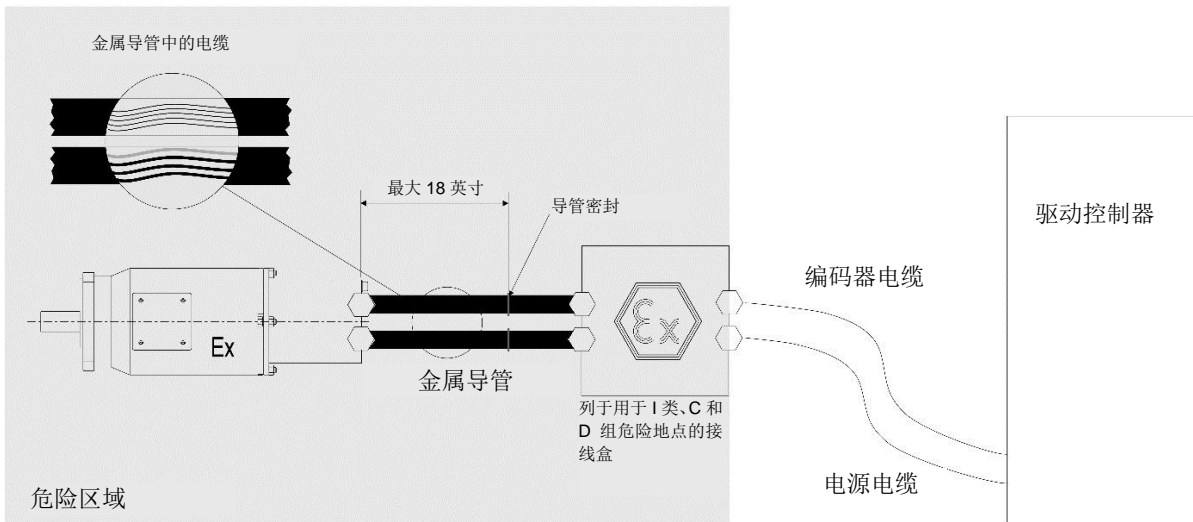 金属导管中的电缆
最大 18 英寸
导管密封
驱动控制器
编码器电缆
Ex
Ex
金属导管
列于用于 I 类、C 和
D 组危险地点的接
线盒
电源电缆
危险区域